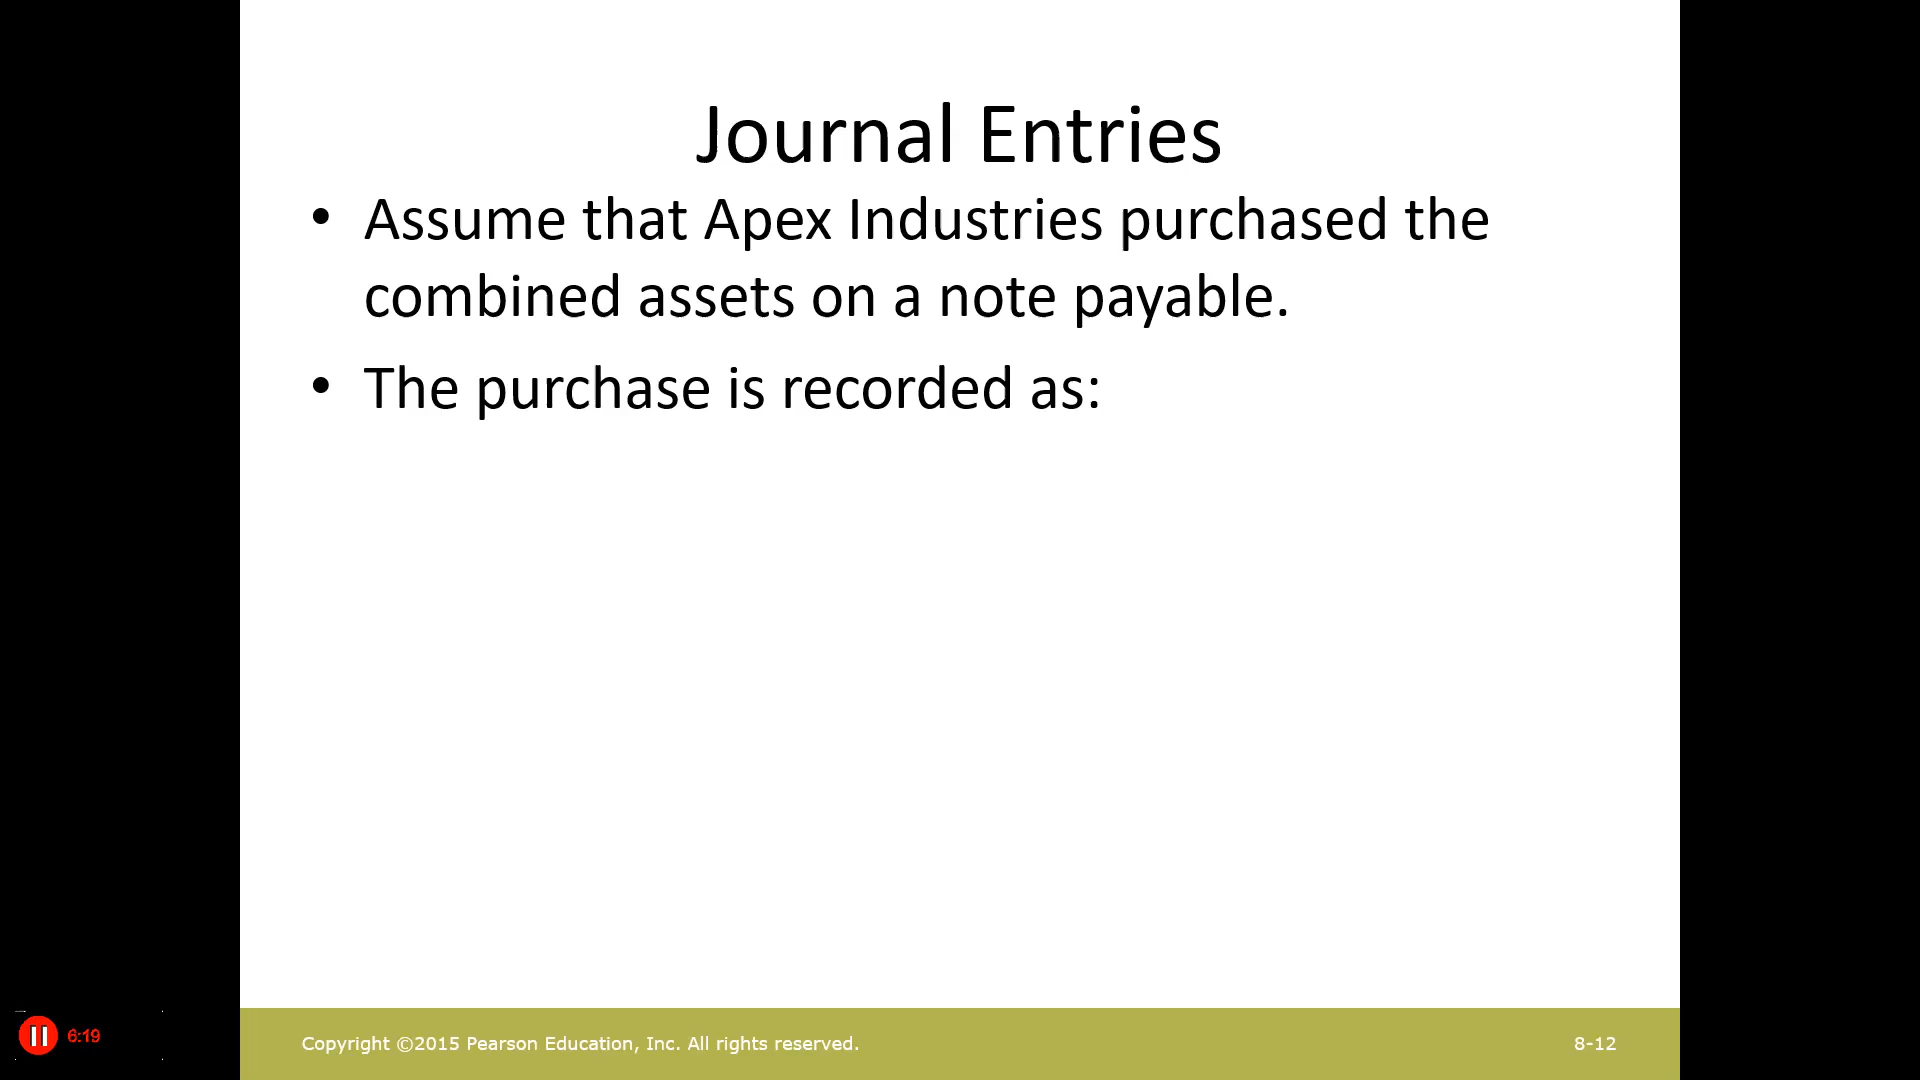 Journal Entries
• Assume that Apex Industries purchased the
combined assets on a note payable.
• The purchase is recorded as:
6:19
Copyright ©2015 Pearson Education, Inc. All rights reserved.
8-12